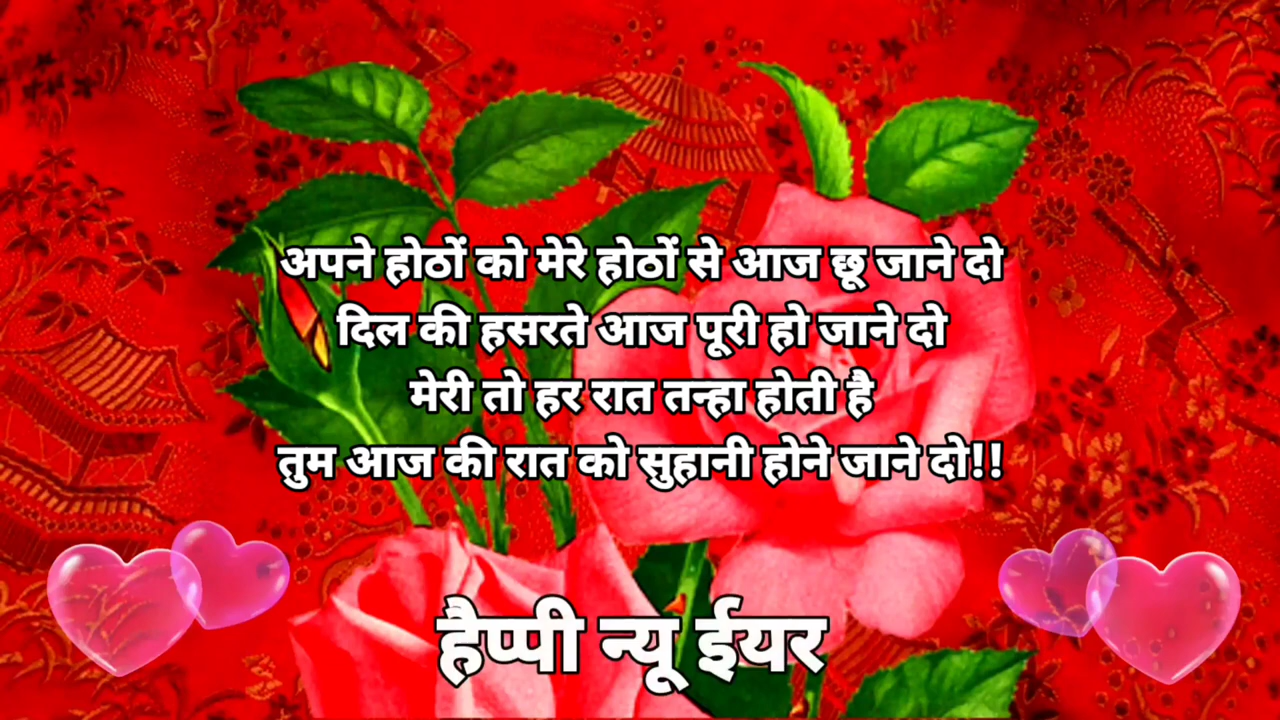 अपने होठों को मेरे होठों से आज छू जाने दो
दिल की हसरते आज पूरी हो जाने दो
मेरी तो हर रात तन्हा होती है
तुम आज की रात को सुहानी होने जाने दो!!
हैप्पी न्यू ईयर